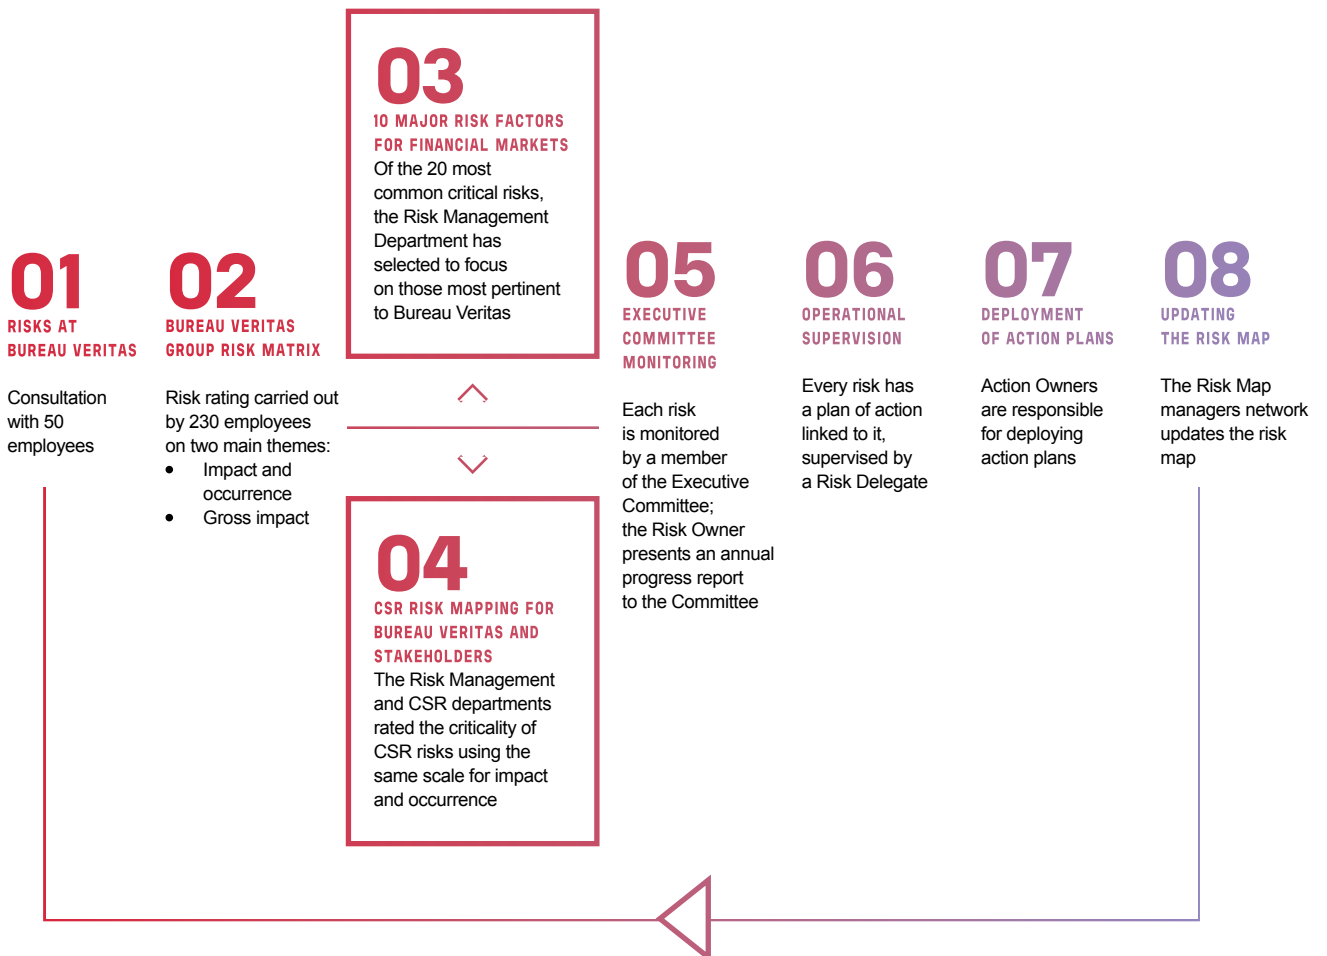 01
RISKS AT
BUREAU VERITAS
Consultation
with 50
employees
02
BUREAU VERITAS
GROUP RISK MATRIX
Risk rating carried out
by 230 employees
on two main themes:
• Impact and
occurrence
• Gross impact
03
10 MAJOR RISK FACTORS
FOR FINANCIAL MARKETS
Of the 20 most
common critical risks,
the Risk Management
Department has
selected to focus
on those most pertinent
to Bureau Veritas
04
CSR RISK MAPPING FOR
BUREAU VERITAS AND
STAKEHOLDERS
The Risk Management
and CSR departments
rated the criticality of
CSR risks using the
same scale for impact
and occurrence
05
EXECUTIVE
COMMITTEE
MONITORING
Each risk
is monitored
by a member
of the Executive
Committee;
the Risk Owner
presents an annual
progress report
to the Committee
06
OPERATIONAL
SUPERVISION
Every risk has
a plan of action
linked to it,
supervised by
a Risk Delegate
07
DEPLOYMENT
OF ACTION PLANS
Action Owners
are responsible
for deploying
action plans
08
UPDATING
THE RISK MAP
The Risk Map
managers network
updates the risk
map